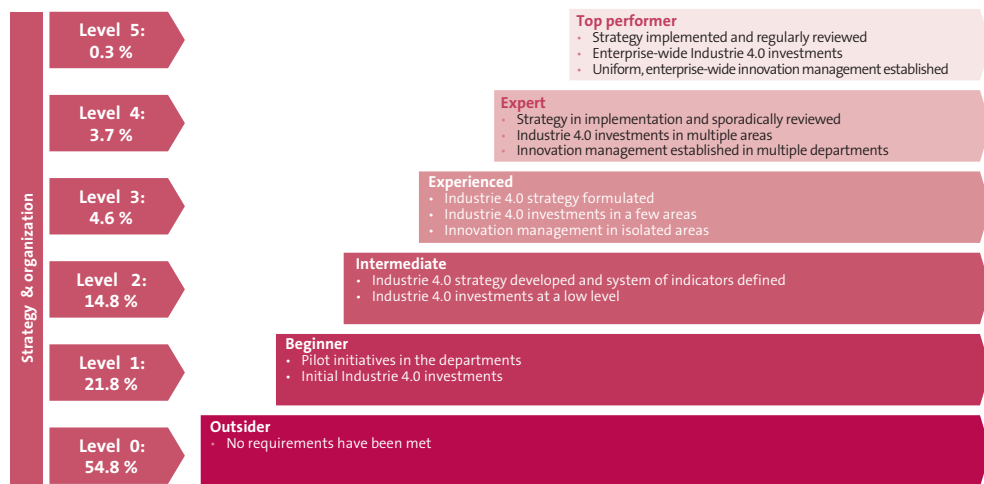 Strategy & organization
Level 5:
0.3 %
Top performer
• Strategy implemented and regularly reviewed
• Enterprise-wide Industrie 4.0 investments
• Uniform, enterprise-wide innovation management established
Level 4:
3.7 %
Expert
• Strategy in implementation and sporadically reviewed
• Industrie 4.0 investments in multiple areas
• Innovation management established in multiple departments
Level 3:
4.6 %
Experienced
• Industrie 4.0 strategy formulated
• Industrie 4.0 investments in a few areas
• Innovation management in isolated areas
Level 2:
14.8 %
Intermediate
• Industrie 4.0 strategy developed and system of indicators defined
• Industrie 4.0 investments at a low level
Level 1:
21.8 %
Beginner
• Pilot initiatives in the departments
• Initial Industrie 4.0 investments
Level 0:
54.8 %
Outsider
• No requirements have been met